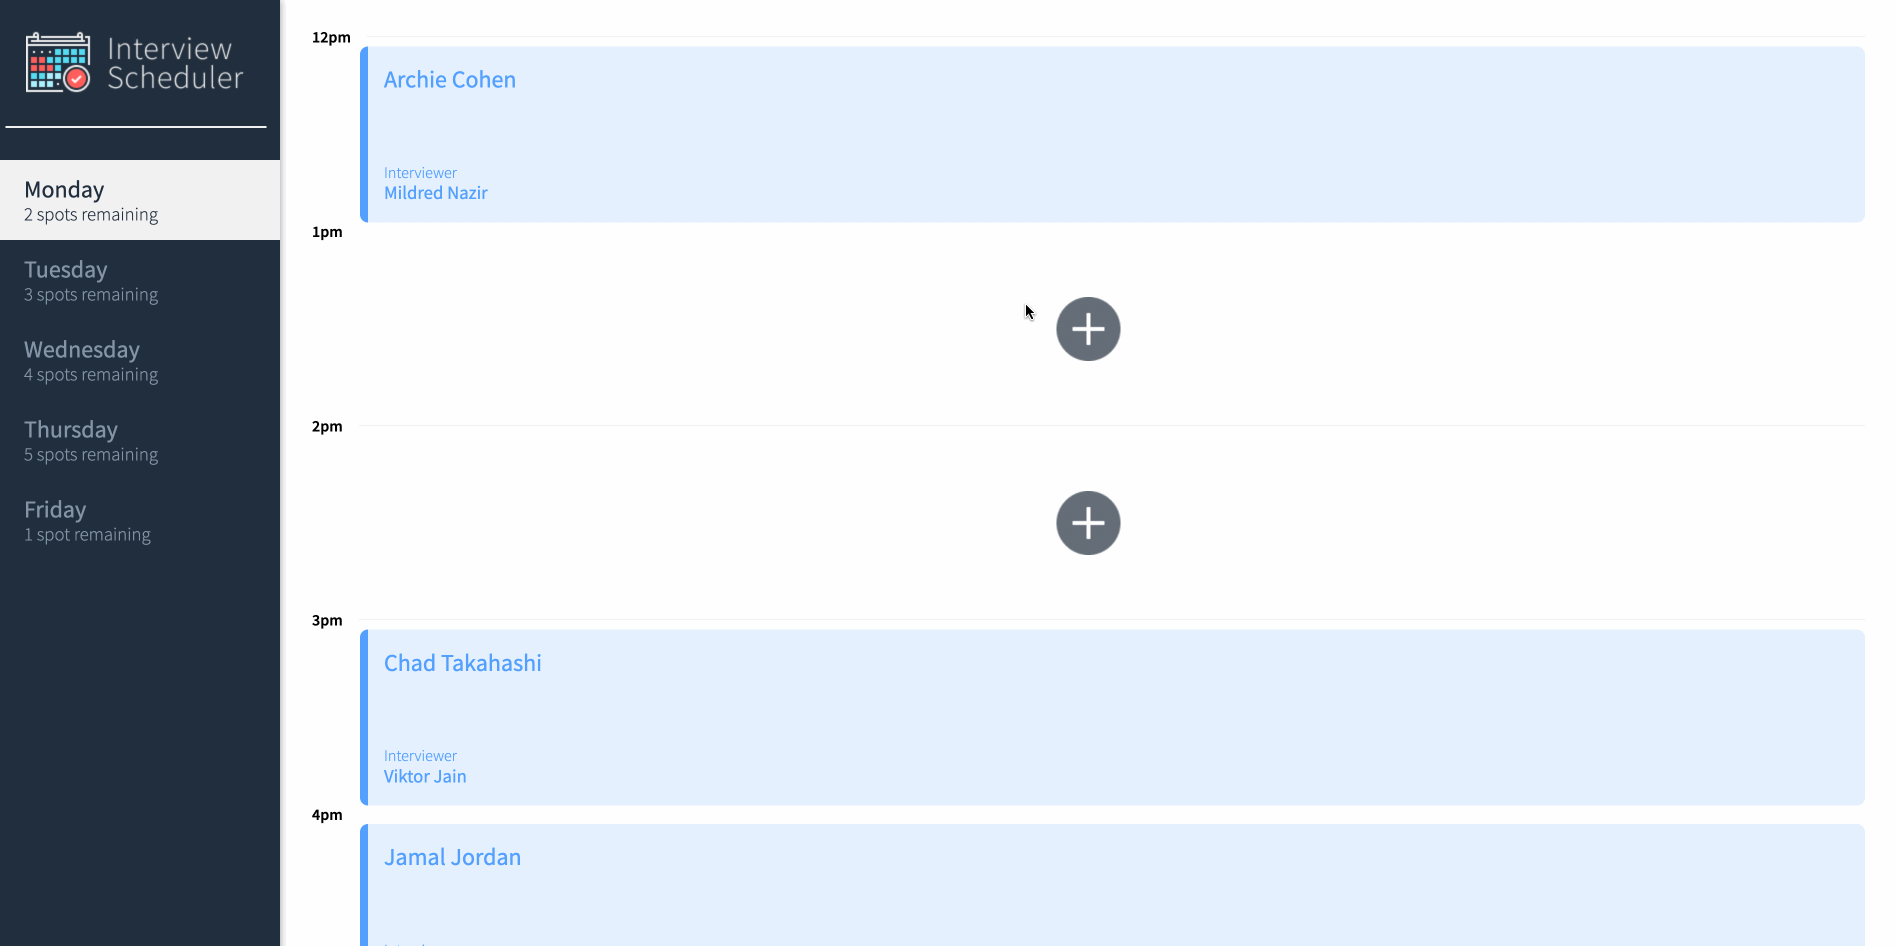 Interview
Scheduler
Monday
2 spots remaining
Tuesday
3 spots remaining
Wednesday
4 spots remaining
Thursday
5 spots remaining
Friday
1 spot remaining
12pm
Archie Cohen
Interviewer
Mildred Nazir
1pm
2pm
3pm
Chad Takahashi
Interviewer
Viktor Jain
4pm
Jamal Jordan